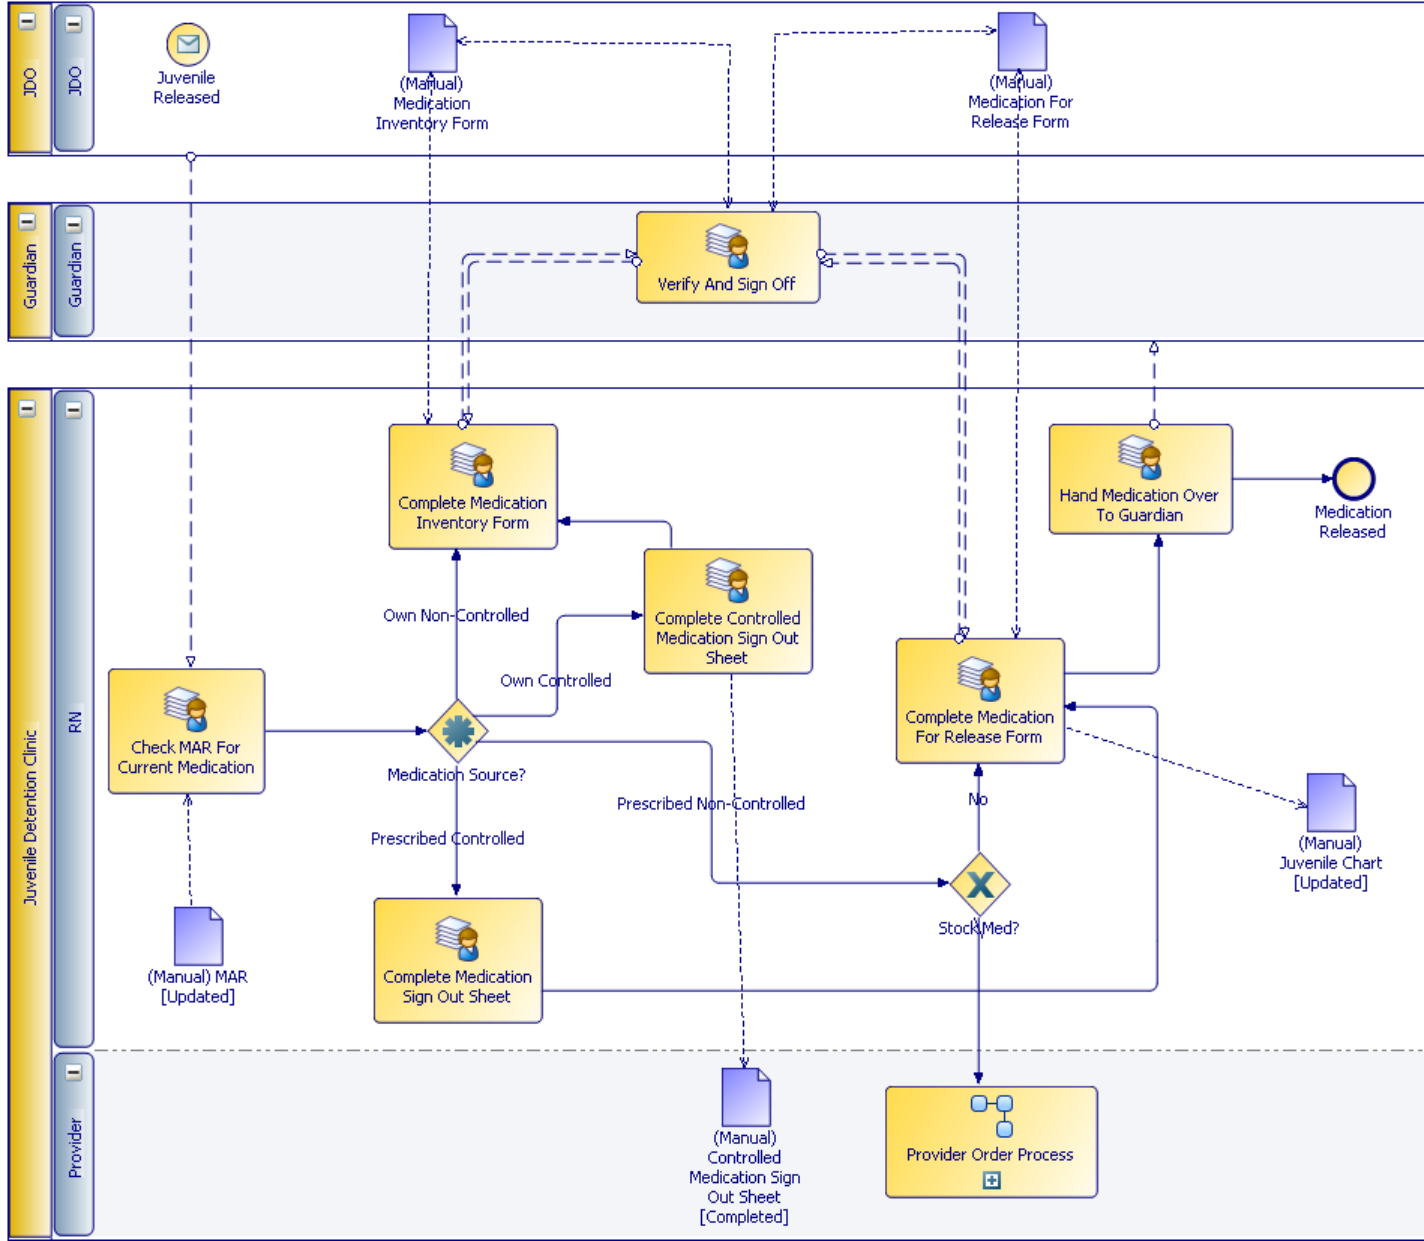 JDO
JDO
Juvenile
Released
(Manual)
Medication
Inventory Form
(Manual)
Medication For
Release Form
Guardian
Guardian
Verify And Sign Off
Juvenile Detention Clinic
RN
Complete Medication
Inventory Form
Hand Medication Over
To Guardian
Medication
Released
Own Non-Controlled
Complete Controlled
Medication Sign Out
Sheet
Own Controlled
Check MAR For
Current Medication
Complete Medication
For Release Form
Medication Source?
Prescribed Non-Controlled
No
Prescribed Controlled
(Manual)
Juvenile Chart
[Updated]
Stock Med?
(Manual) MAR
[Updated]
Complete Medication
Sign Out Sheet
Provider
(Manual)
Controlled
Medication Sign
Out Sheet
[Completed]
Provider Order Process